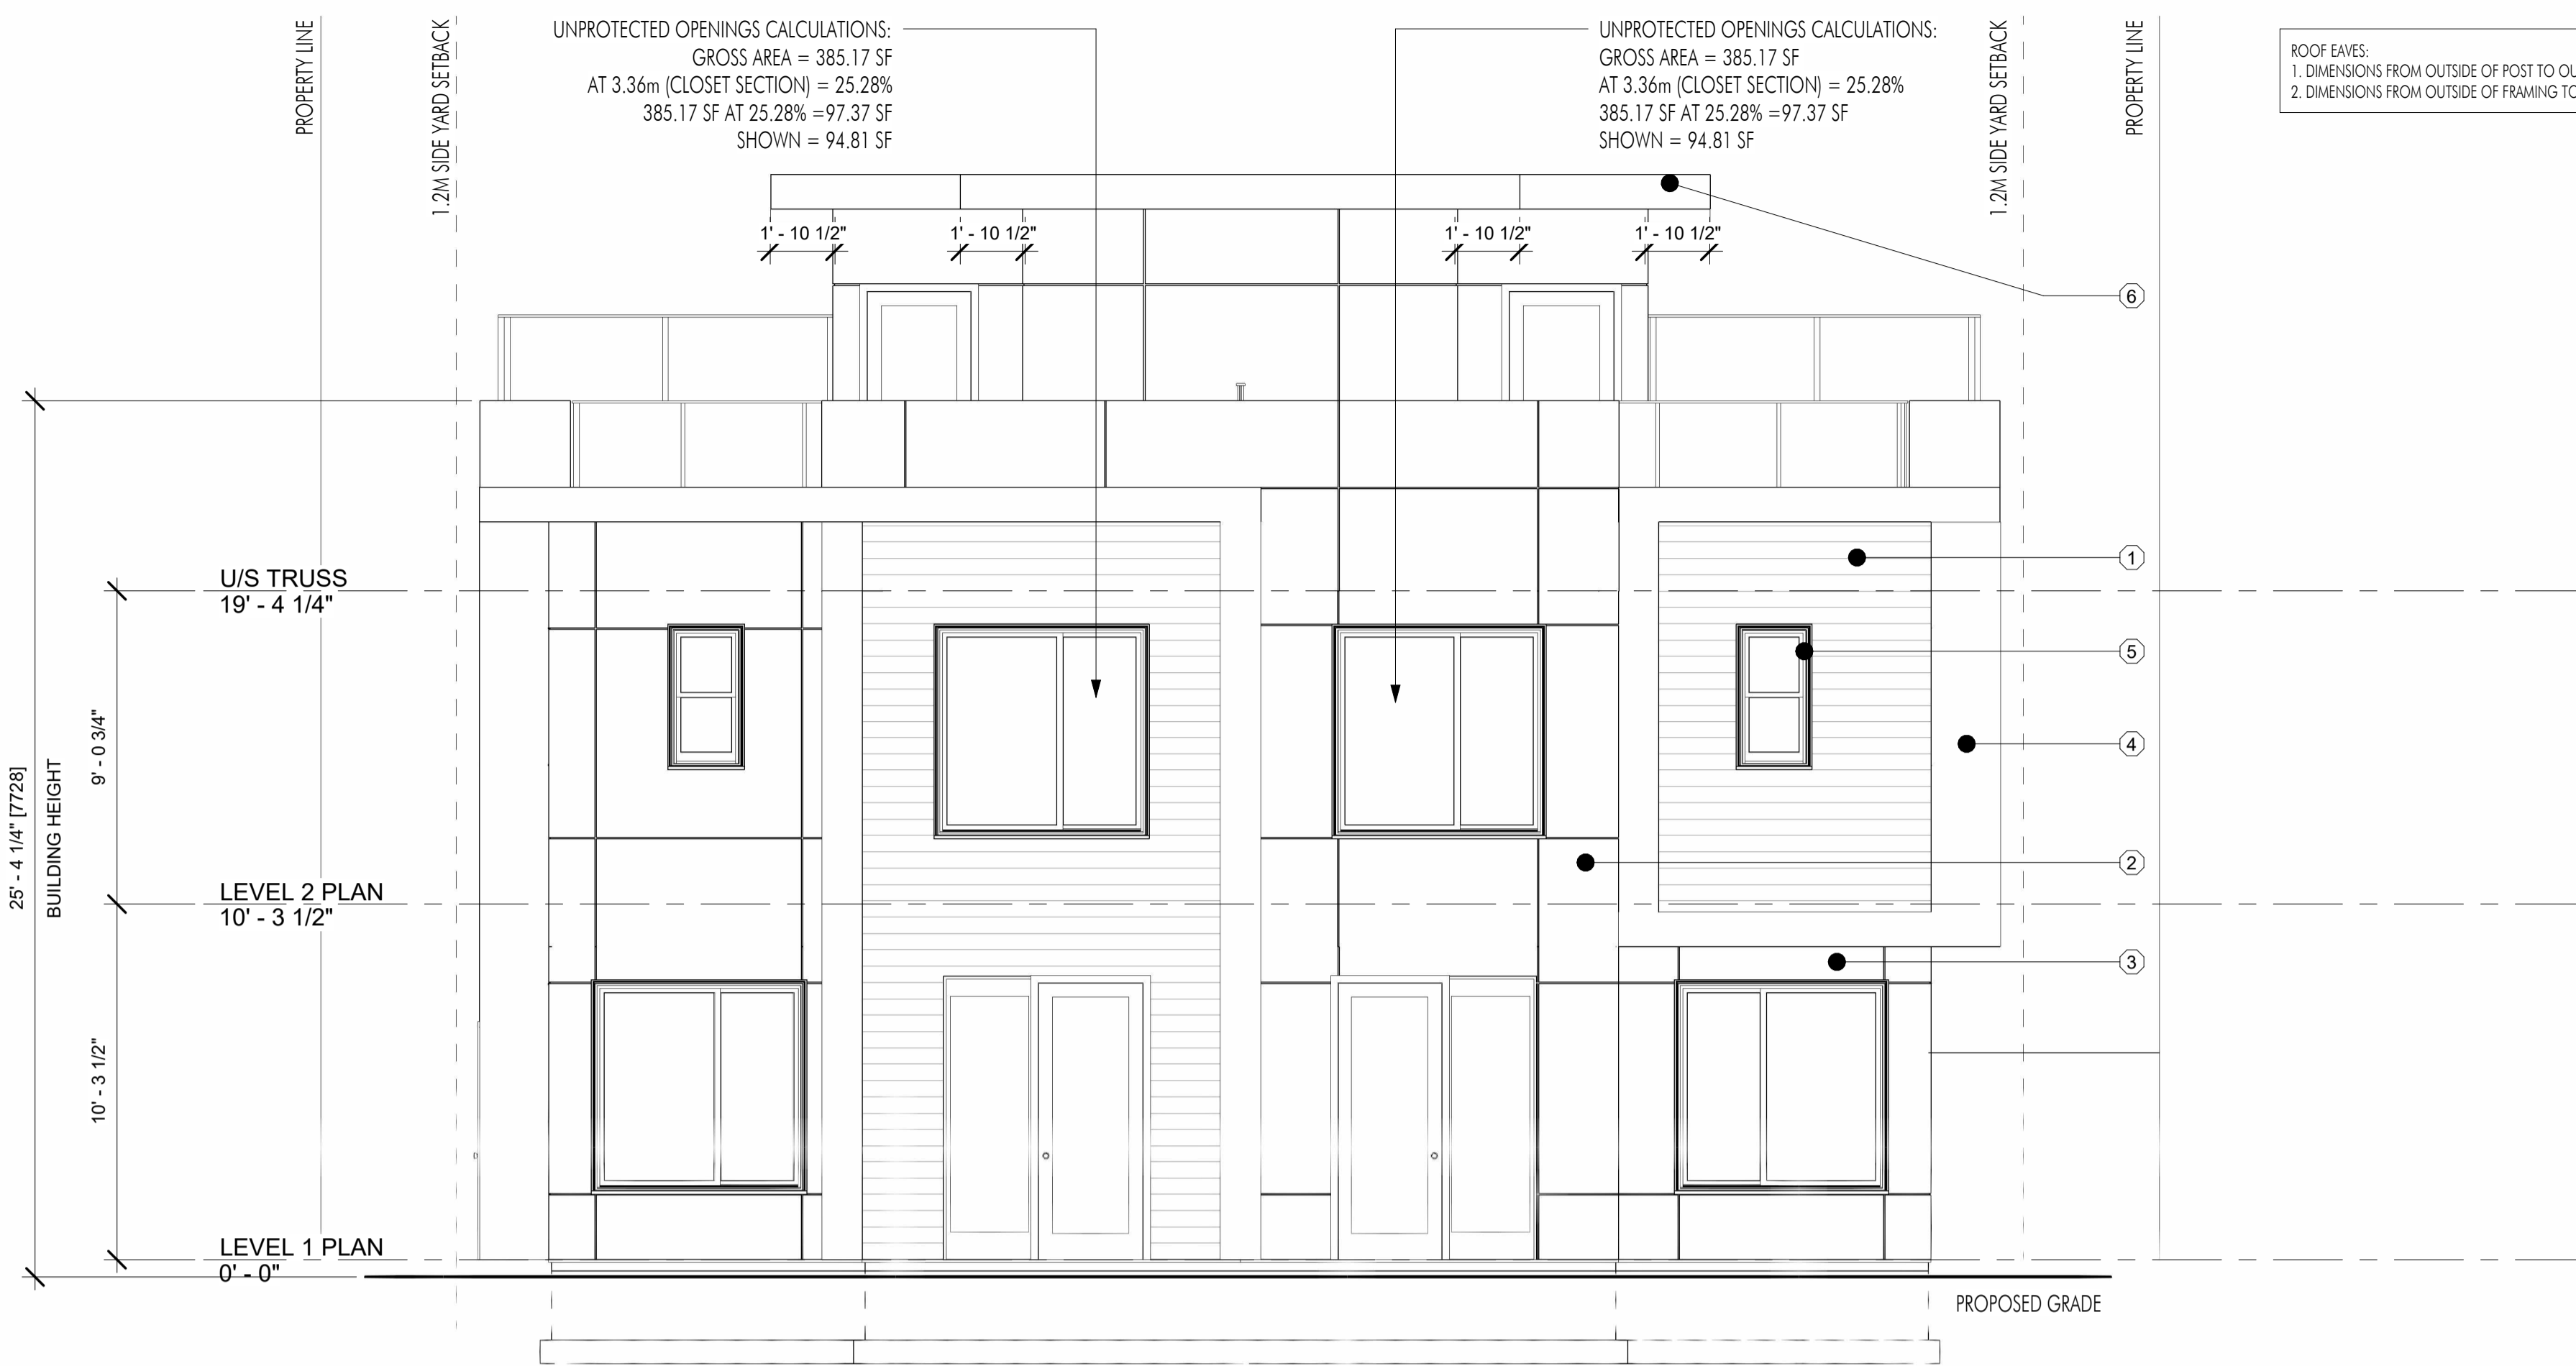 UNPROTECTED OPENINGS CALCULATIONS:
GROSS AREA = 385.17 SF
AT 3.36m (CLOSET SECTION) = 25.28%
385.17 SF AT 25.28% =97.37 SF
SHOWN = 94.81 SF
UNPROTECTED OPENINGS CALCULATIONS:
GROSS AREA = 385.17 SF
AT 3.36m (CLOSET SECTION) = 25.28%
385.17 SF AT 25.28% =97.37 SF
SHOWN = 94.81 SF
PROPERTY LINE
1.2M SIDE YARD SETBACK
1.2M SIDE YARD SETBACK
PROPERTY LINE
ROOF EAVES:
1. DIMENSIONS FROM OUTSIDE OF POST TO OU
2. DIMENSIONS FROM OUTSIDE OF FRAMING TO
1' - 10 1/2"
1' - 10 1/2"
1' - 10 1/2"
1' - 10 1/2"
6
1
5
4
2
3
U/S TRUSS
19' - 4 1/4"
9' - 0 3/4"
25' - 4 1/4" [7728]
BUILDING HEIGHT
LEVEL 2 PLAN
10' - 3 1/2"
10' - 3 1/2"
LEVEL 1 PLAN
0' - 0"
PROPOSED GRADE